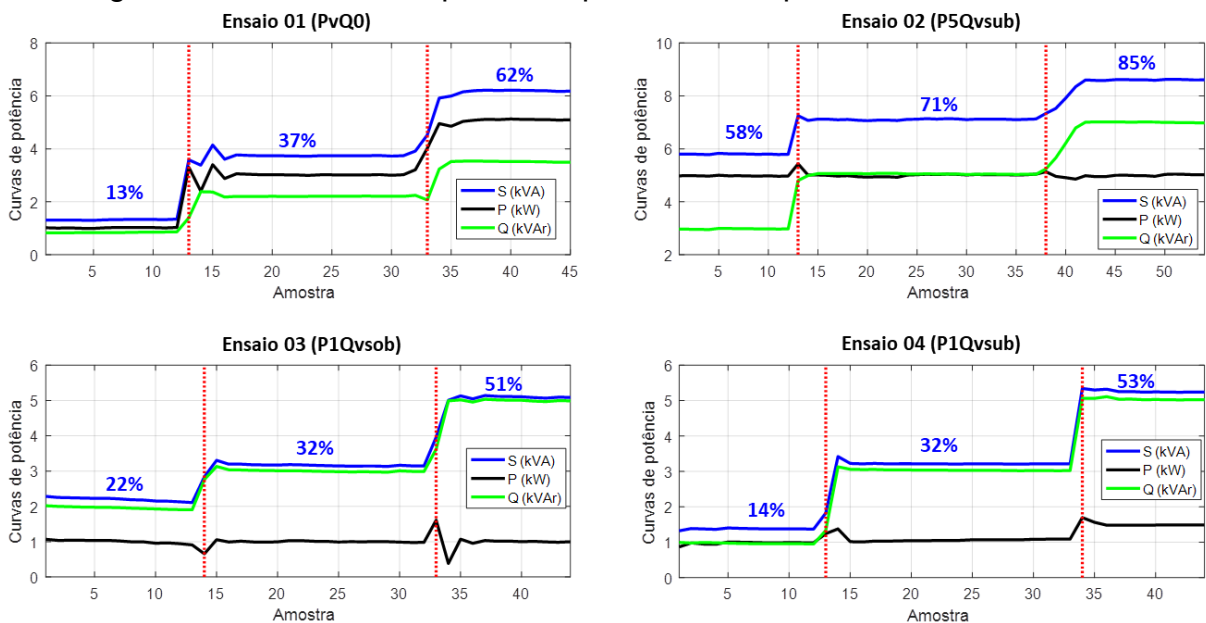 Ensaio 01 (PvQ0)
Curvas de potência
8
6
4
2
0
13%
37%
62%
S (kVA)
P (kW)
Q (kVAr)
5 10 15 20 25 30 35 40 45
Amostra
Ensaio 02 (P5Qvsub)
Curvas de potência
10
8
6
4
2
58%
71%
85%
S (kVA)
P (kW)
Q (kVAr)
5 10 15 20 25 30 35 40 45 50
Amostra
Ensaio 03 (P1Qvsob)
Curvas de potência
6
5
4
3
2
1
0
22%
32%
51%
S (kVA)
P (kW)
Q (kVAr)
5 10 15 20 25 30 35 40
Amostra
Ensaio 04 (P1Qvsub)
Curvas de potência
6
5
4
3
2
1
0
14%
32%
53%
S (kVA)
P (kW)
Q (kVAr)
5 10 15 20 25 30 35 40
Amostra